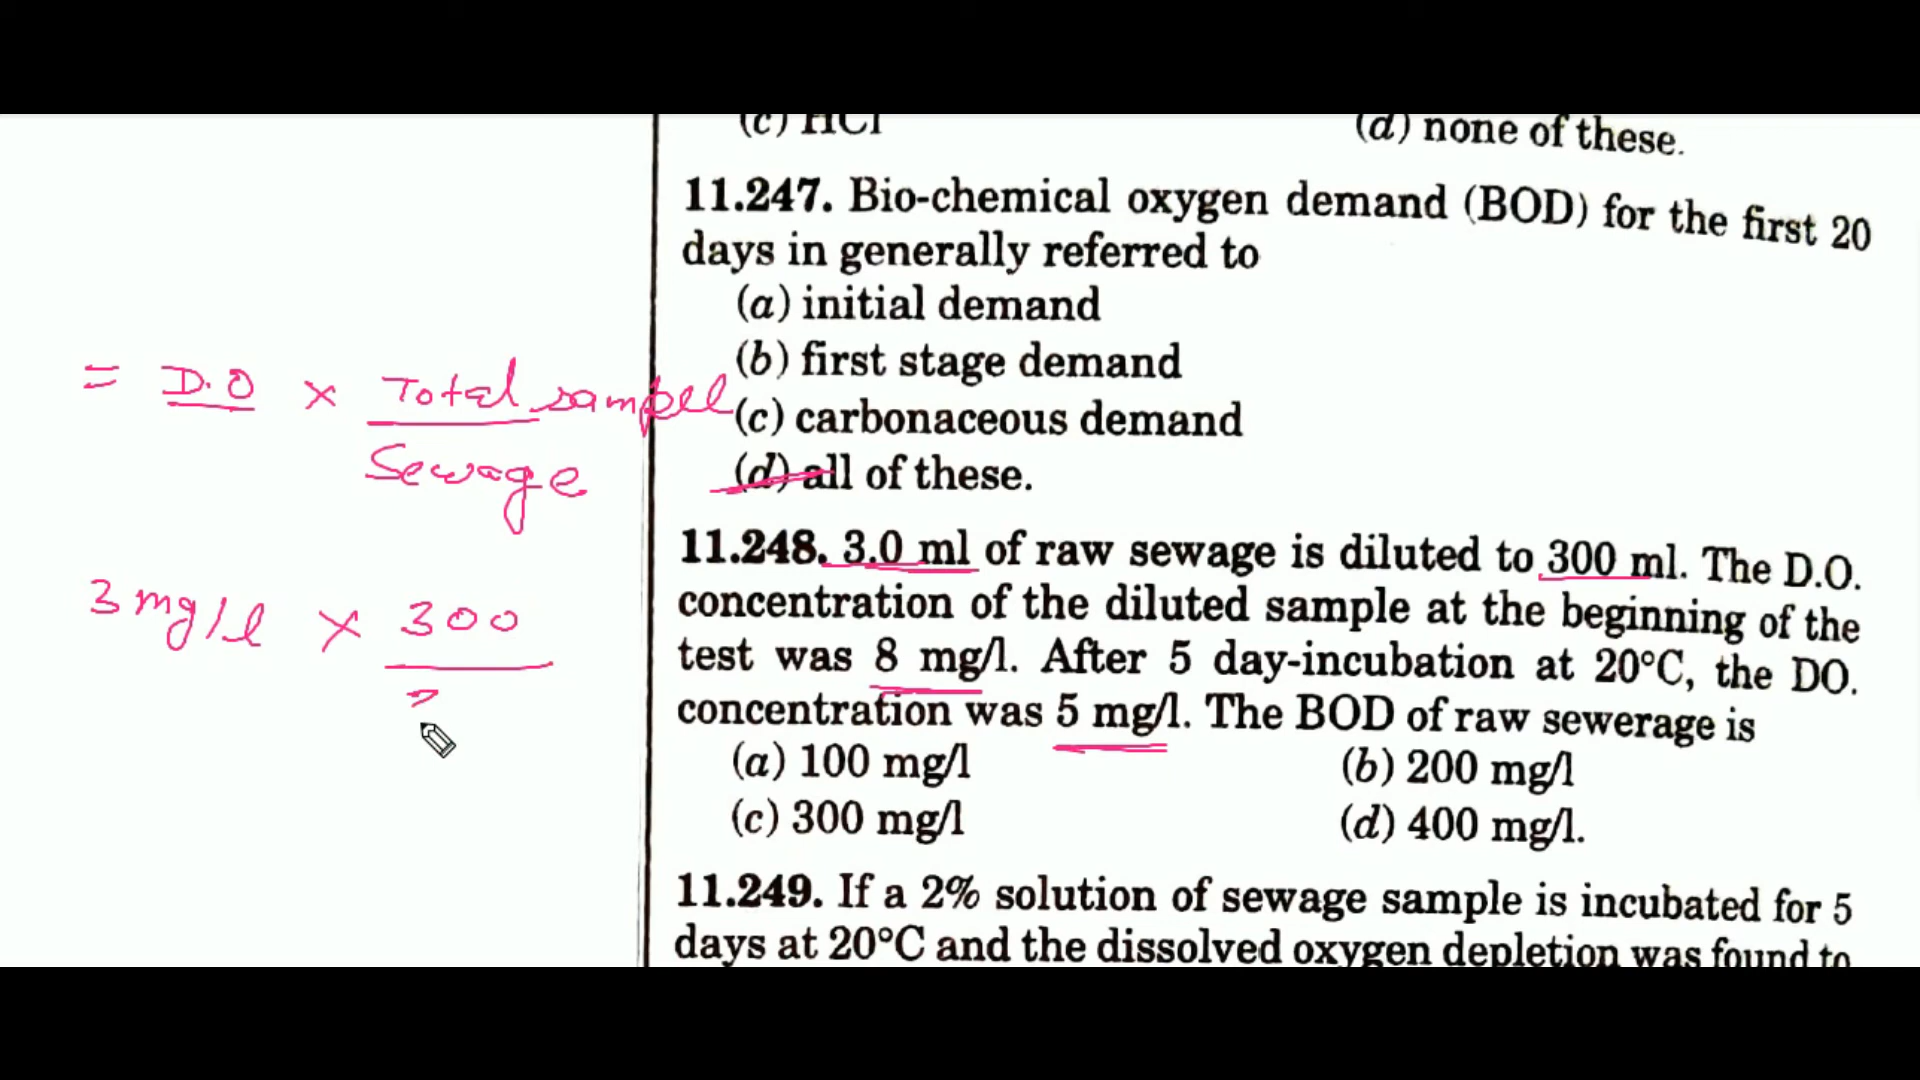 (c) HCl (d) none of these.
11.247. Bio-chemical oxygen demand (BOD) for the first 20
days in generally referred to
(a) initial demand
(b) first stage demand
(c) carbonaceous demand
(d) all of these.
11.248. 3.0 ml of raw sewage is diluted to 300 ml. The D.O.
concentration of the diluted sample at the beginning of the
test was 8 mg/l. After 5 day-incubation at 20°C, the DO.
concentration was 5 mg/l. The BOD of raw sewerage is
(a) 100 mg/l (b) 200 mg/l
(c) 300 mg/l (d) 400 mg/l.
11.249. If a 2% solution of sewage sample is incubated for 5
days at 20°C and the dissolved oxygen depletion was found to
= D.O × Total sampel
Sewage
3 mg/l × 300